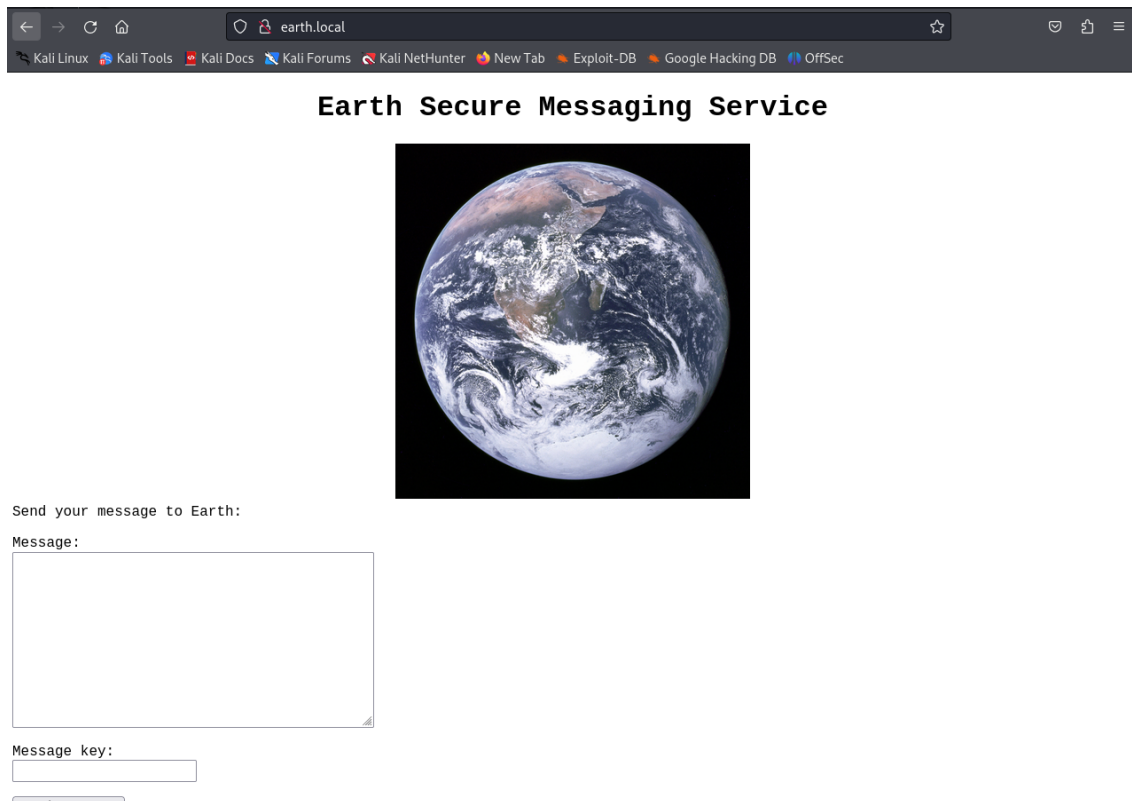 earth.local
Kali Linux Kali Tools Kali Docs Kali Forums Kali NetHunter New Tab Exploit-DB Google Hacking DB OffSec
Earth Secure Messaging Service
Send your message to Earth:
Message:
Message key: